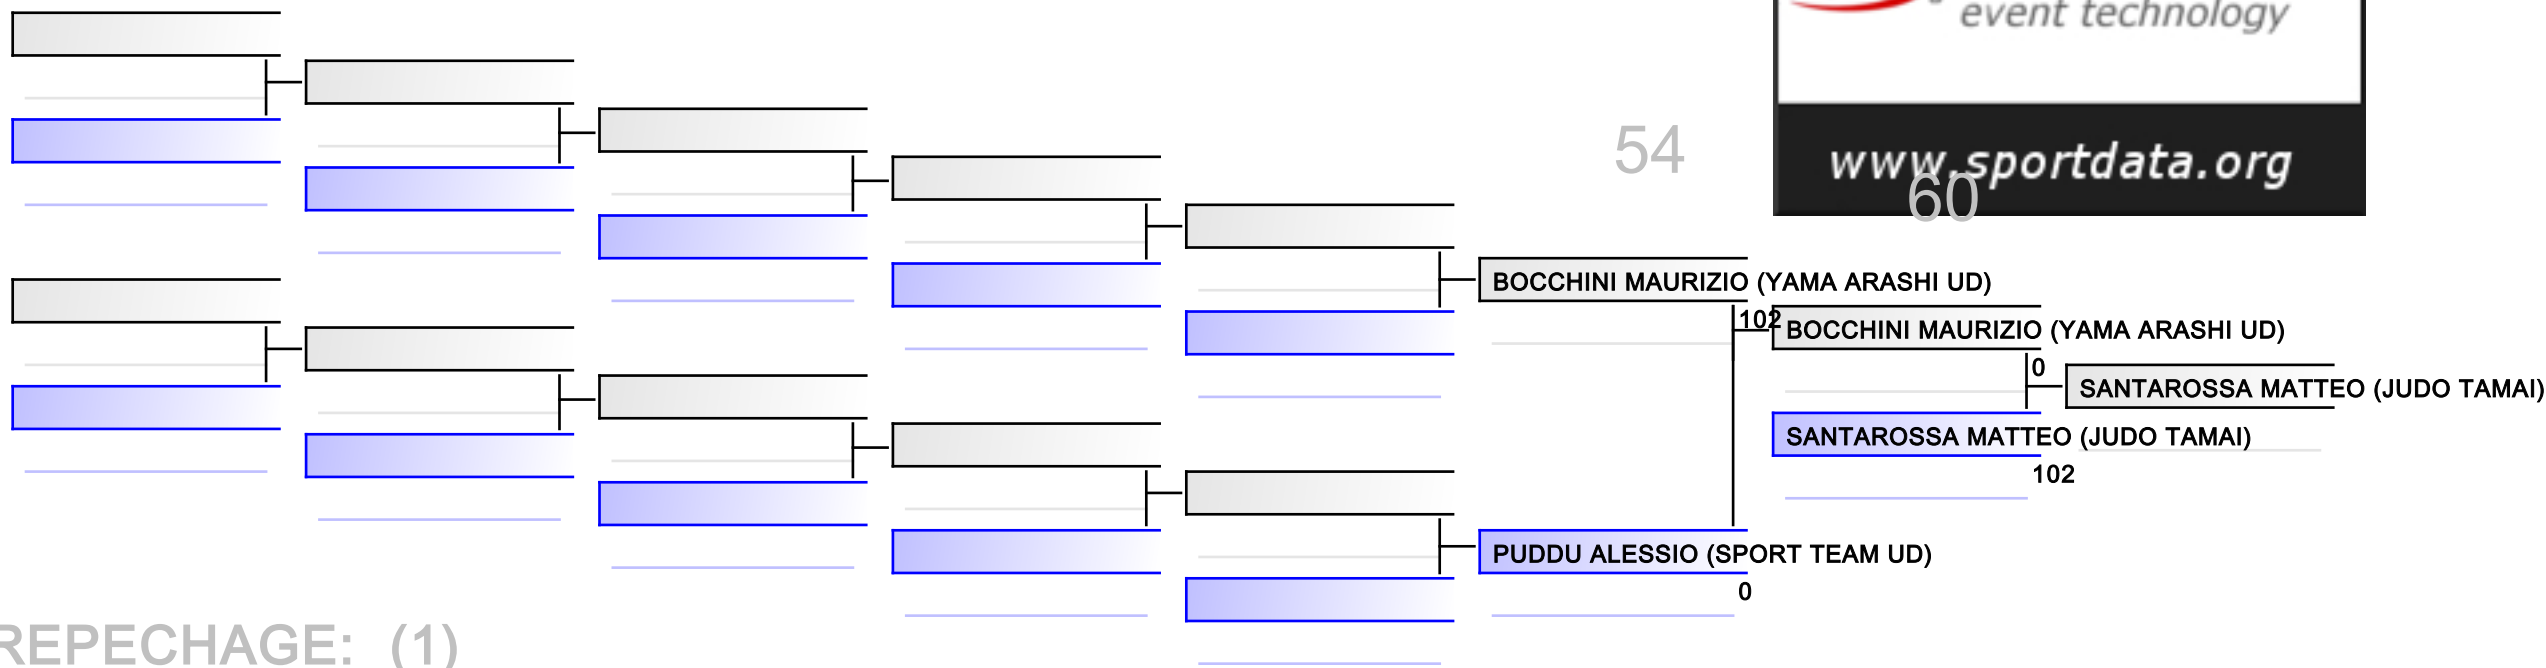 event technology
54
www.sportdata.org
60
BOCCHINI MAURIZIO (YAMA ARASHI UD)
102
BOCCHINI MAURIZIO (YAMA ARASHI UD)
0
SANTAROSSA MATTEO (JUDO TAMAI)
SANTAROSSA MATTEO (JUDO TAMAI)
102
PUDDU ALESSIO (SPORT TEAM UD)
0
REPECHAGE: (1)